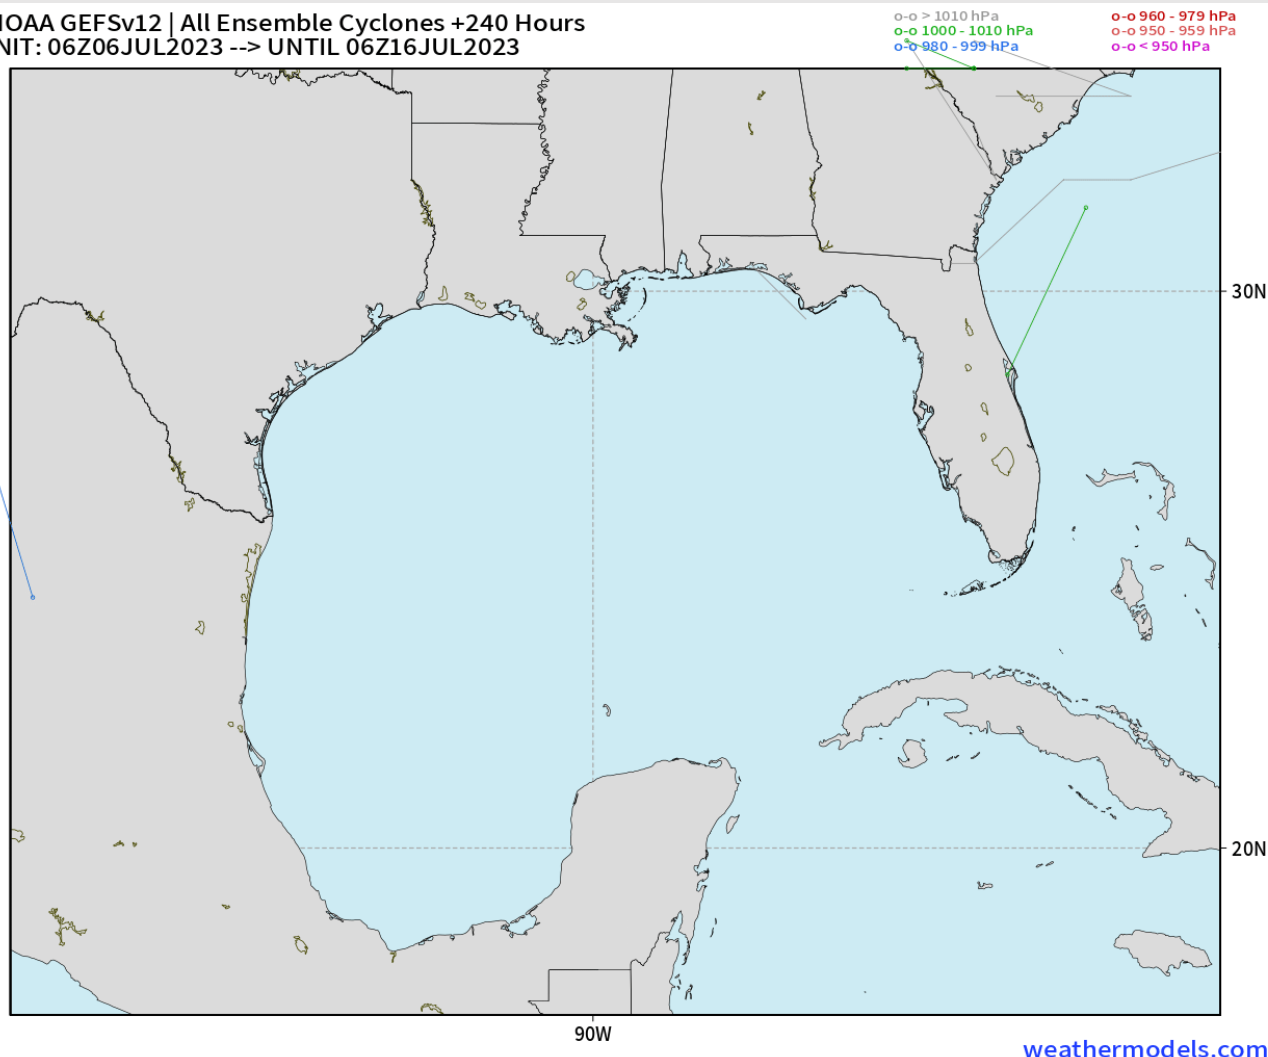 IOAA GEFSv12 | All Ensemble Cyclones +240 Hours
NIT: 06Z06JUL2023 --> UNTIL 06Z16JUL2023
o-o > 1010 hPa
o-o 1000 - 1010 hPa
o-o 980 - 999 hPa
o-o 960 - 979 hPa
o-o 950 - 959 hPa
o-o < 950 hPa
30N
20N
90W
weathermodels.com